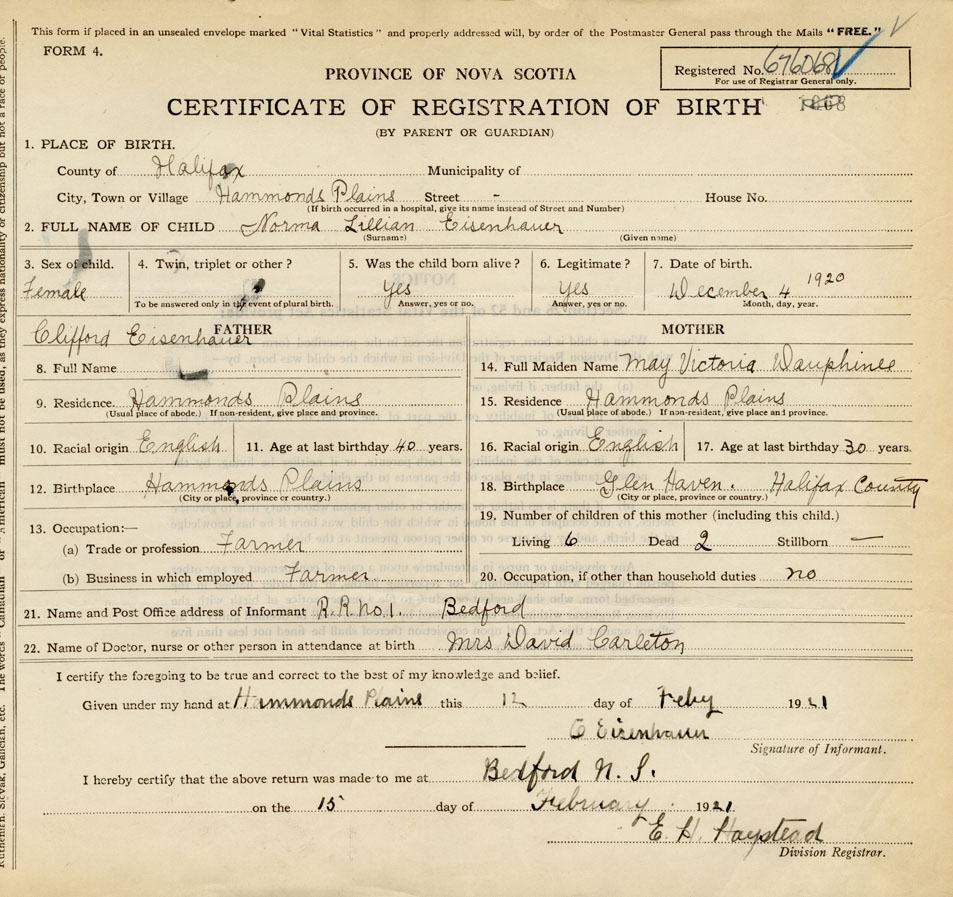 This form if placed in an unsealed envelope marked "Vital Statistics" and properly addressed will, by order of the Postmaster General pass through the Mails "FREE."
FORM 4.
Registered No. 676068
For use of Registrar General only.
PROVINCE OF NOVA SCOTIA
CERTIFICATE OF REGISTRATION OF BIRTH
(BY PARENT OR GUARDIAN)
1. PLACE OF BIRTH.
County of Halifax Municipality of
City, Town or Village Hammonds Plains Street - House No.
(If birth occurred in a hospital, give its name instead of Street and Number)
2. FULL NAME OF CHILD Norma Lillian Eisenhauer
(Surname) (Given name)
3. Sex of child. 4. Twin, triplet or other? 5. Was the child born alive? 6. Legitimate? 7. Date of birth.
Female yes yes December 4 1920
To be answered only in the event of plural birth. Answer, yes or no. Answer, yes or no. Month, day, year.
FATHER MOTHER
Clifford Eisenhauer
8. Full Name 14. Full Maiden Name May Victoria Dauphinee
9. Residence. Hammonds Plains 15. Residence Hammonds Plains
(Usual place of abode.) If non-resident, give place and province. (Usual place of abode.) If non-resident, give place and province.
10. Racial origin English 11. Age at last birthday 40 years. 16. Racial origin English 17. Age at last birthday 30 years.
12. Birthplace Hammonds Plains 18. Birthplace Glen Haven. Halifax County
(City or place, province or country.) (City or place, province or country.)
13. Occupation:— 19. Number of children of this mother (including this child.)
(a) Trade or profession Farmer Living 6 Dead 2 Stillborn —
(b) Business in which employed Farmer 20. Occupation, if other than household duties no
21. Name and Post Office address of Informant R.R. No. 1. Bedford
22. Name of Doctor, nurse or other person in attendance at birth Mrs David Carleton
I certify the foregoing to be true and correct to the best of my knowledge and belief.
Given under my hand at Hammonds Plains this 12 day of Feby 1921
C Eisenhauer
Signature of Informant.
I hereby certify that the above return was made to me at Bedford N. S.
on the 15 day of February 1921
E. H. Haystead
Division Registrar.